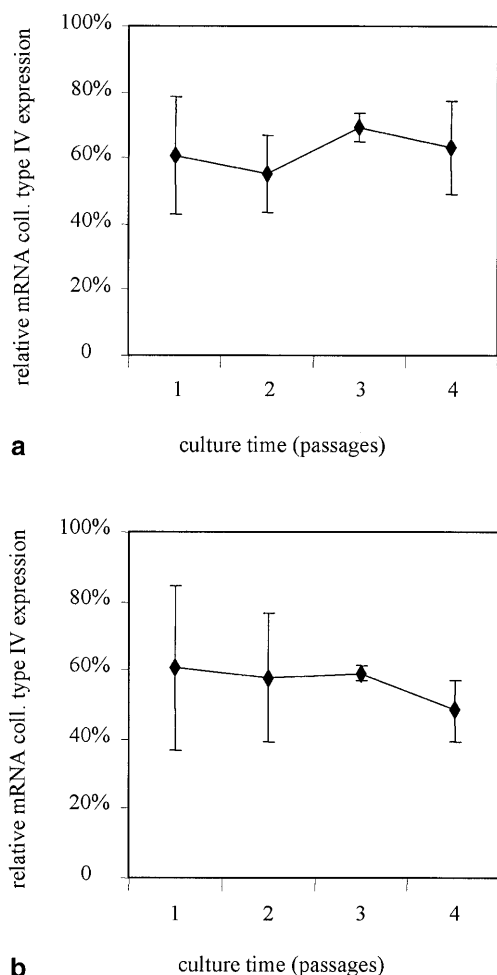 100%
80%
60%
40%
20%
0
relative mRNA coll. type IV expression
1 2 3 4
a culture time (passages)
100%
80%
60%
40%
20%
0
relative mRNA coll. type IV expression
1 2 3 4
b culture time (passages)